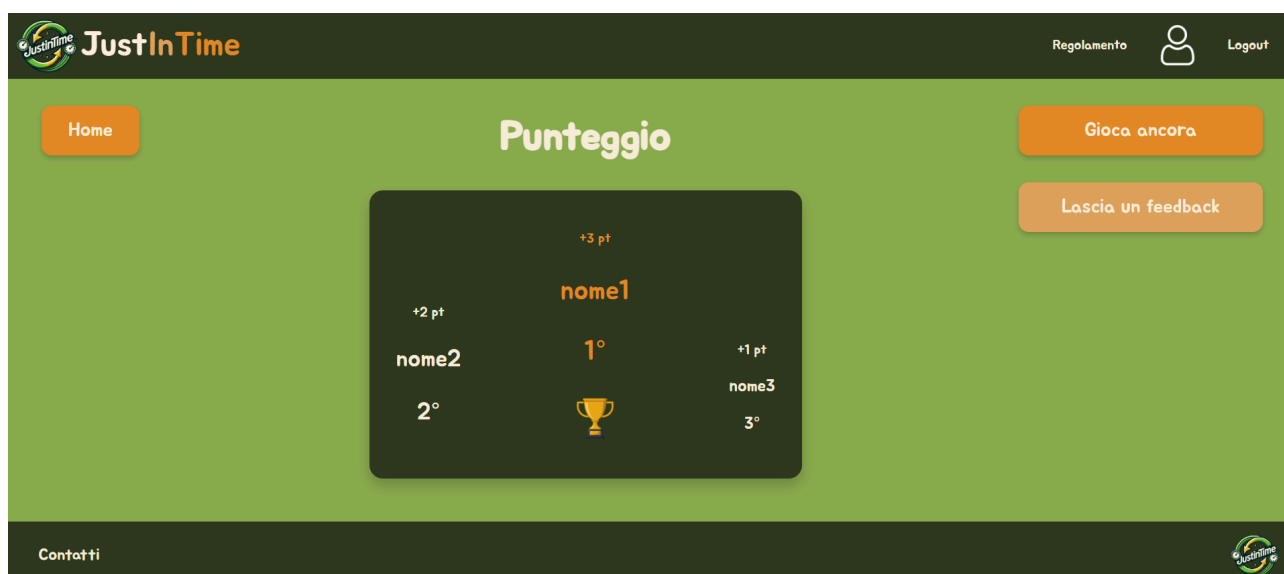 JustinTime JustInTime
Regolamento
Logout
Home
Punteggio
Gioca ancora
Lascia un feedback
+3 pt
nome1
1°
+2 pt
nome2
2°
+1 pt
nome3
3°
Contatti
JustinTime